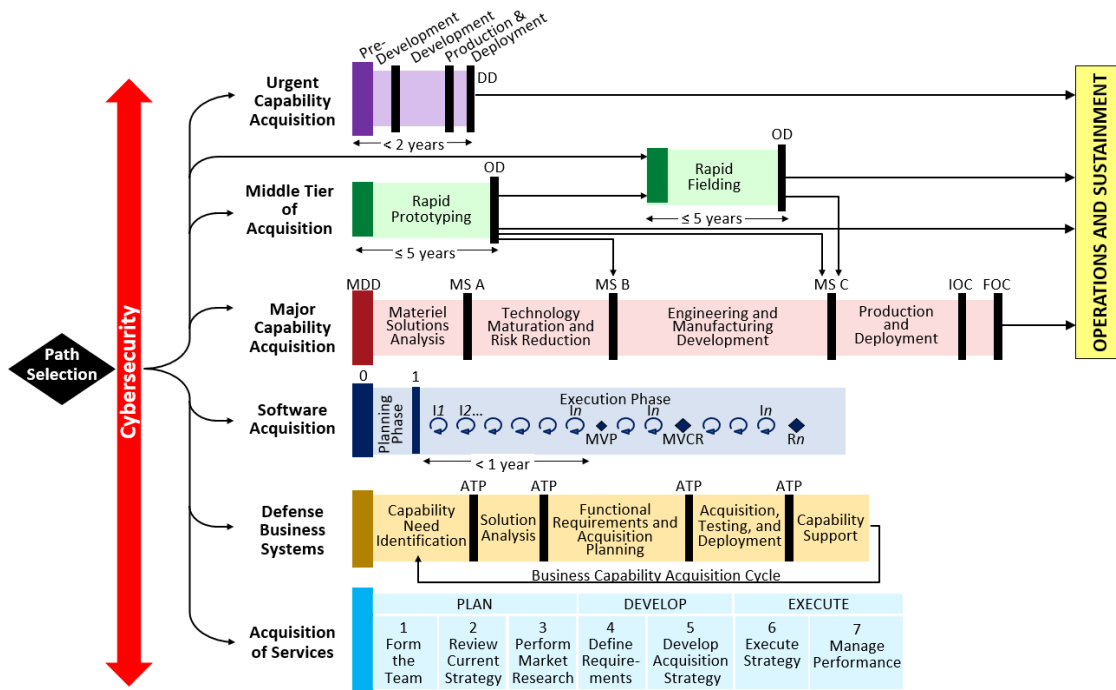 Pre-
Development
Development
Production &
Deployment
DD
Urgent
Capability
Acquisition
< 2 years
OD
Rapid
Fielding
≤ 5 years
OD
Middle Tier
of
Acquisition
Rapid
Prototyping
≤ 5 years
MDD
MS A
MS B
MS C
IOC
FOC
Major
Capability
Acquisition
Materiel
Solutions
Analysis
Technology
Maturation and
Risk Reduction
Engineering and
Manufacturing
Development
Production
and
Deployment
OPERATIONS AND SUSTAINMENT
Path
Selection
Cybersecurity
0
1
Software
Acquisition
Planning
Phase
Execution Phase
I1
I2...
In
In
In
MVP
MVCR
Rn
< 1 year
ATP
ATP
ATP
ATP
Defense
Business
Systems
Capability
Need
Identification
Solution
Analysis
Functional
Requirements and
Acquisition
Planning
Acquisition,
Testing, and
Deployment
Capability
Support
Business Capability Acquisition Cycle
Acquisition
of Services
PLAN
DEVELOP
EXECUTE
1
Form
the
Team
2
Review
Current
Strategy
3
Perform
Market
Research
4
Define
Require-
ments
5
Develop
Acquisition
Strategy
6
Execute
Strategy
7
Manage
Performance